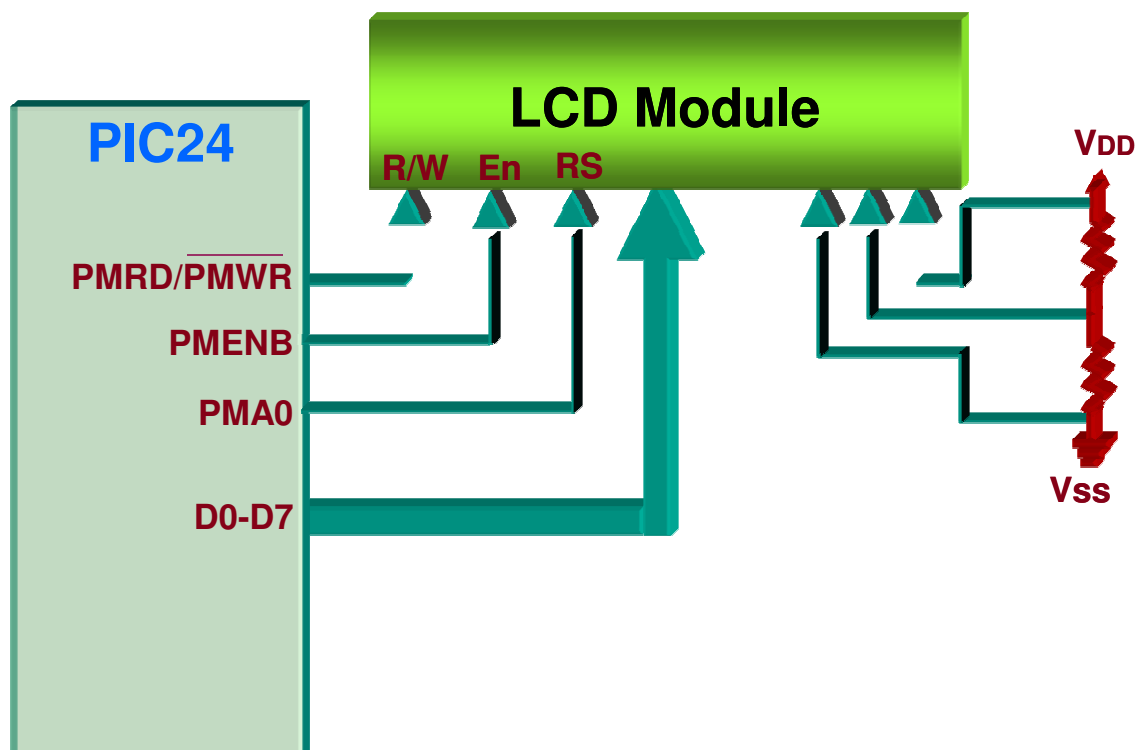 LCD Module
R/W En RS
PIC24
PMRD/PMWR
PMENB
PMA0
D0-D7
VDD
Vss